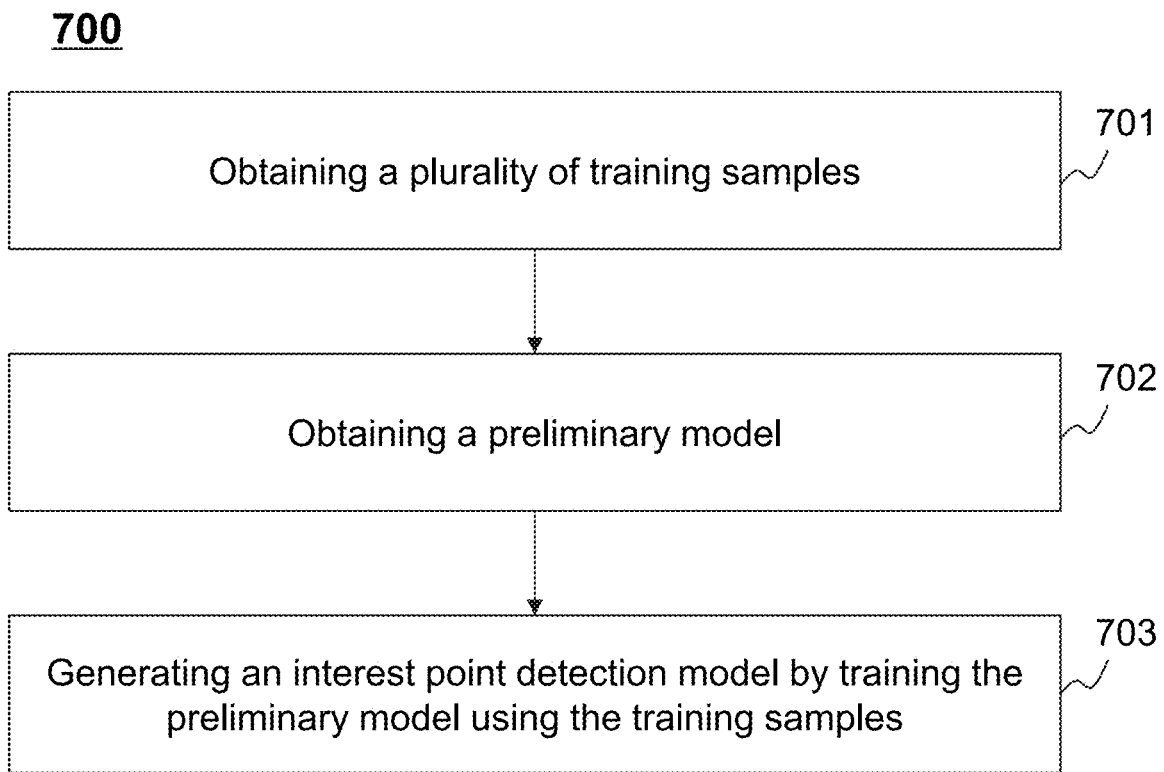 700
701
Obtaining a plurality of training samples
702
Obtaining a preliminary model
703
Generating an interest point detection model by training the
preliminary model using the training samples